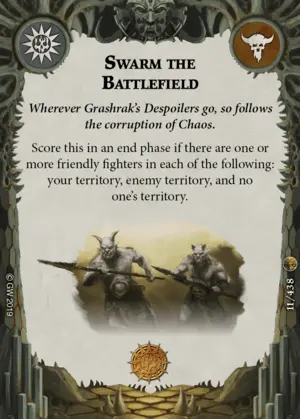 Swarm the
Battlefield
Wherever Grashrak's Despoilers go, so follows
the corruption of Chaos.
Score this in an end phase if there are one or
more friendly fighters in each of the following:
your territory, enemy territory, and no
one's territory.
© GW 2019
11/438